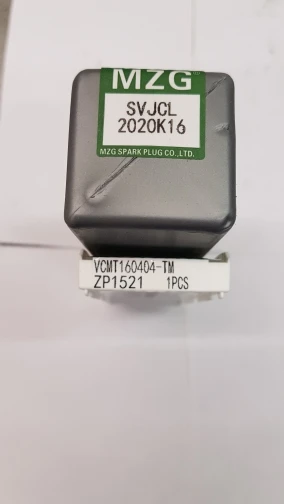 MZG
SVJCL
2020K16
MZG SPARK PLUG CO.,LTD.
VCMT160404-TM
ZP1521 1PCS